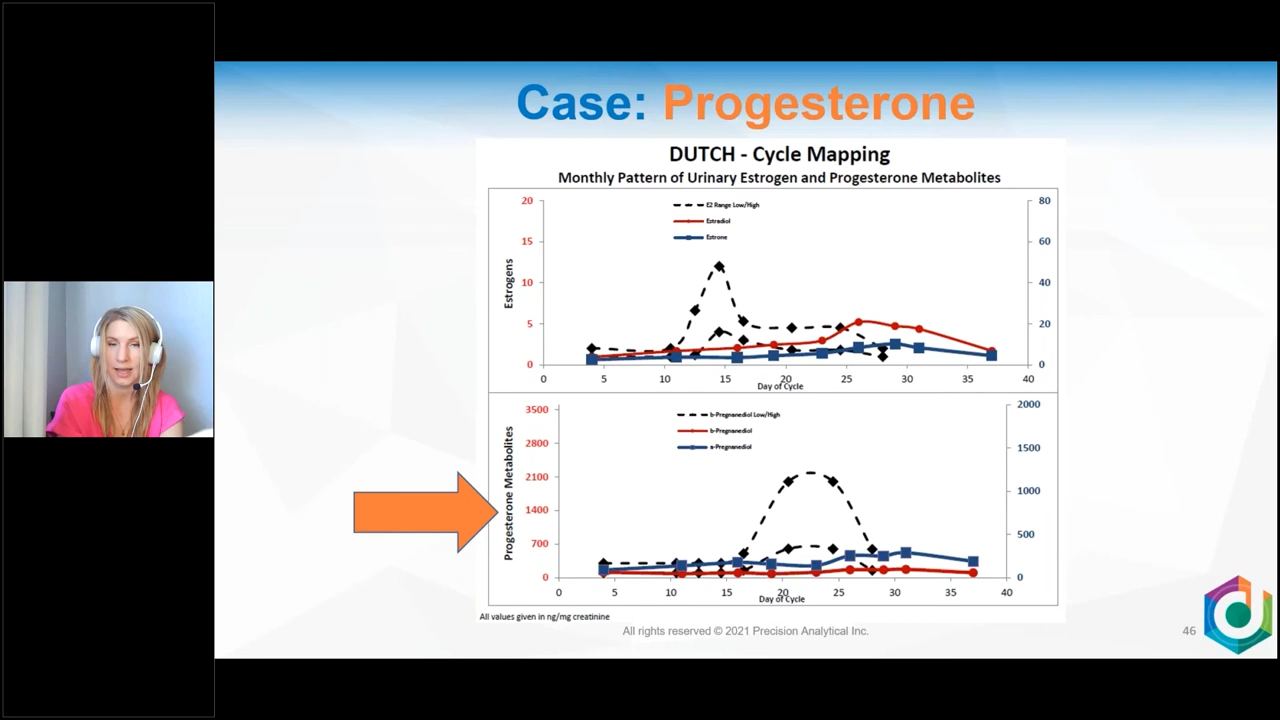 Case: Progesterone
DUTCH - Cycle Mapping
Monthly Pattern of Urinary Estrogen and Progesterone Metabolites
20
15
10
5
0
Estrogens
E2 Range Low/High
Estradiol
Estrone
80
60
40
20
0
0 5 10 15 20 25 30 35 40
Day of Cycle
3500
2800
2100
1400
700
0
Progesterone Metabolites
b-Pregnanediol Low/High
b-Pregnanediol
a-Pregnanediol
2000
1500
1000
500
0
0 5 10 15 20 25 30 35 40
Day of Cycle
All values given in ng/mg creatinine
All rights reserved © 2021 Precision Analytical Inc.
46